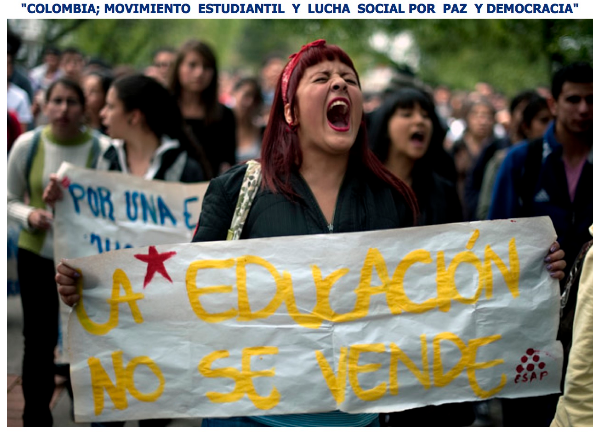 "COLOMBIA; MOVIMIENTO ESTUDIANTIL Y LUCHA SOCIAL POR PAZ Y DEMOCRACIA"
POR UNA E
LA EDUCACIÓN
NO SE VENDE
ESAP